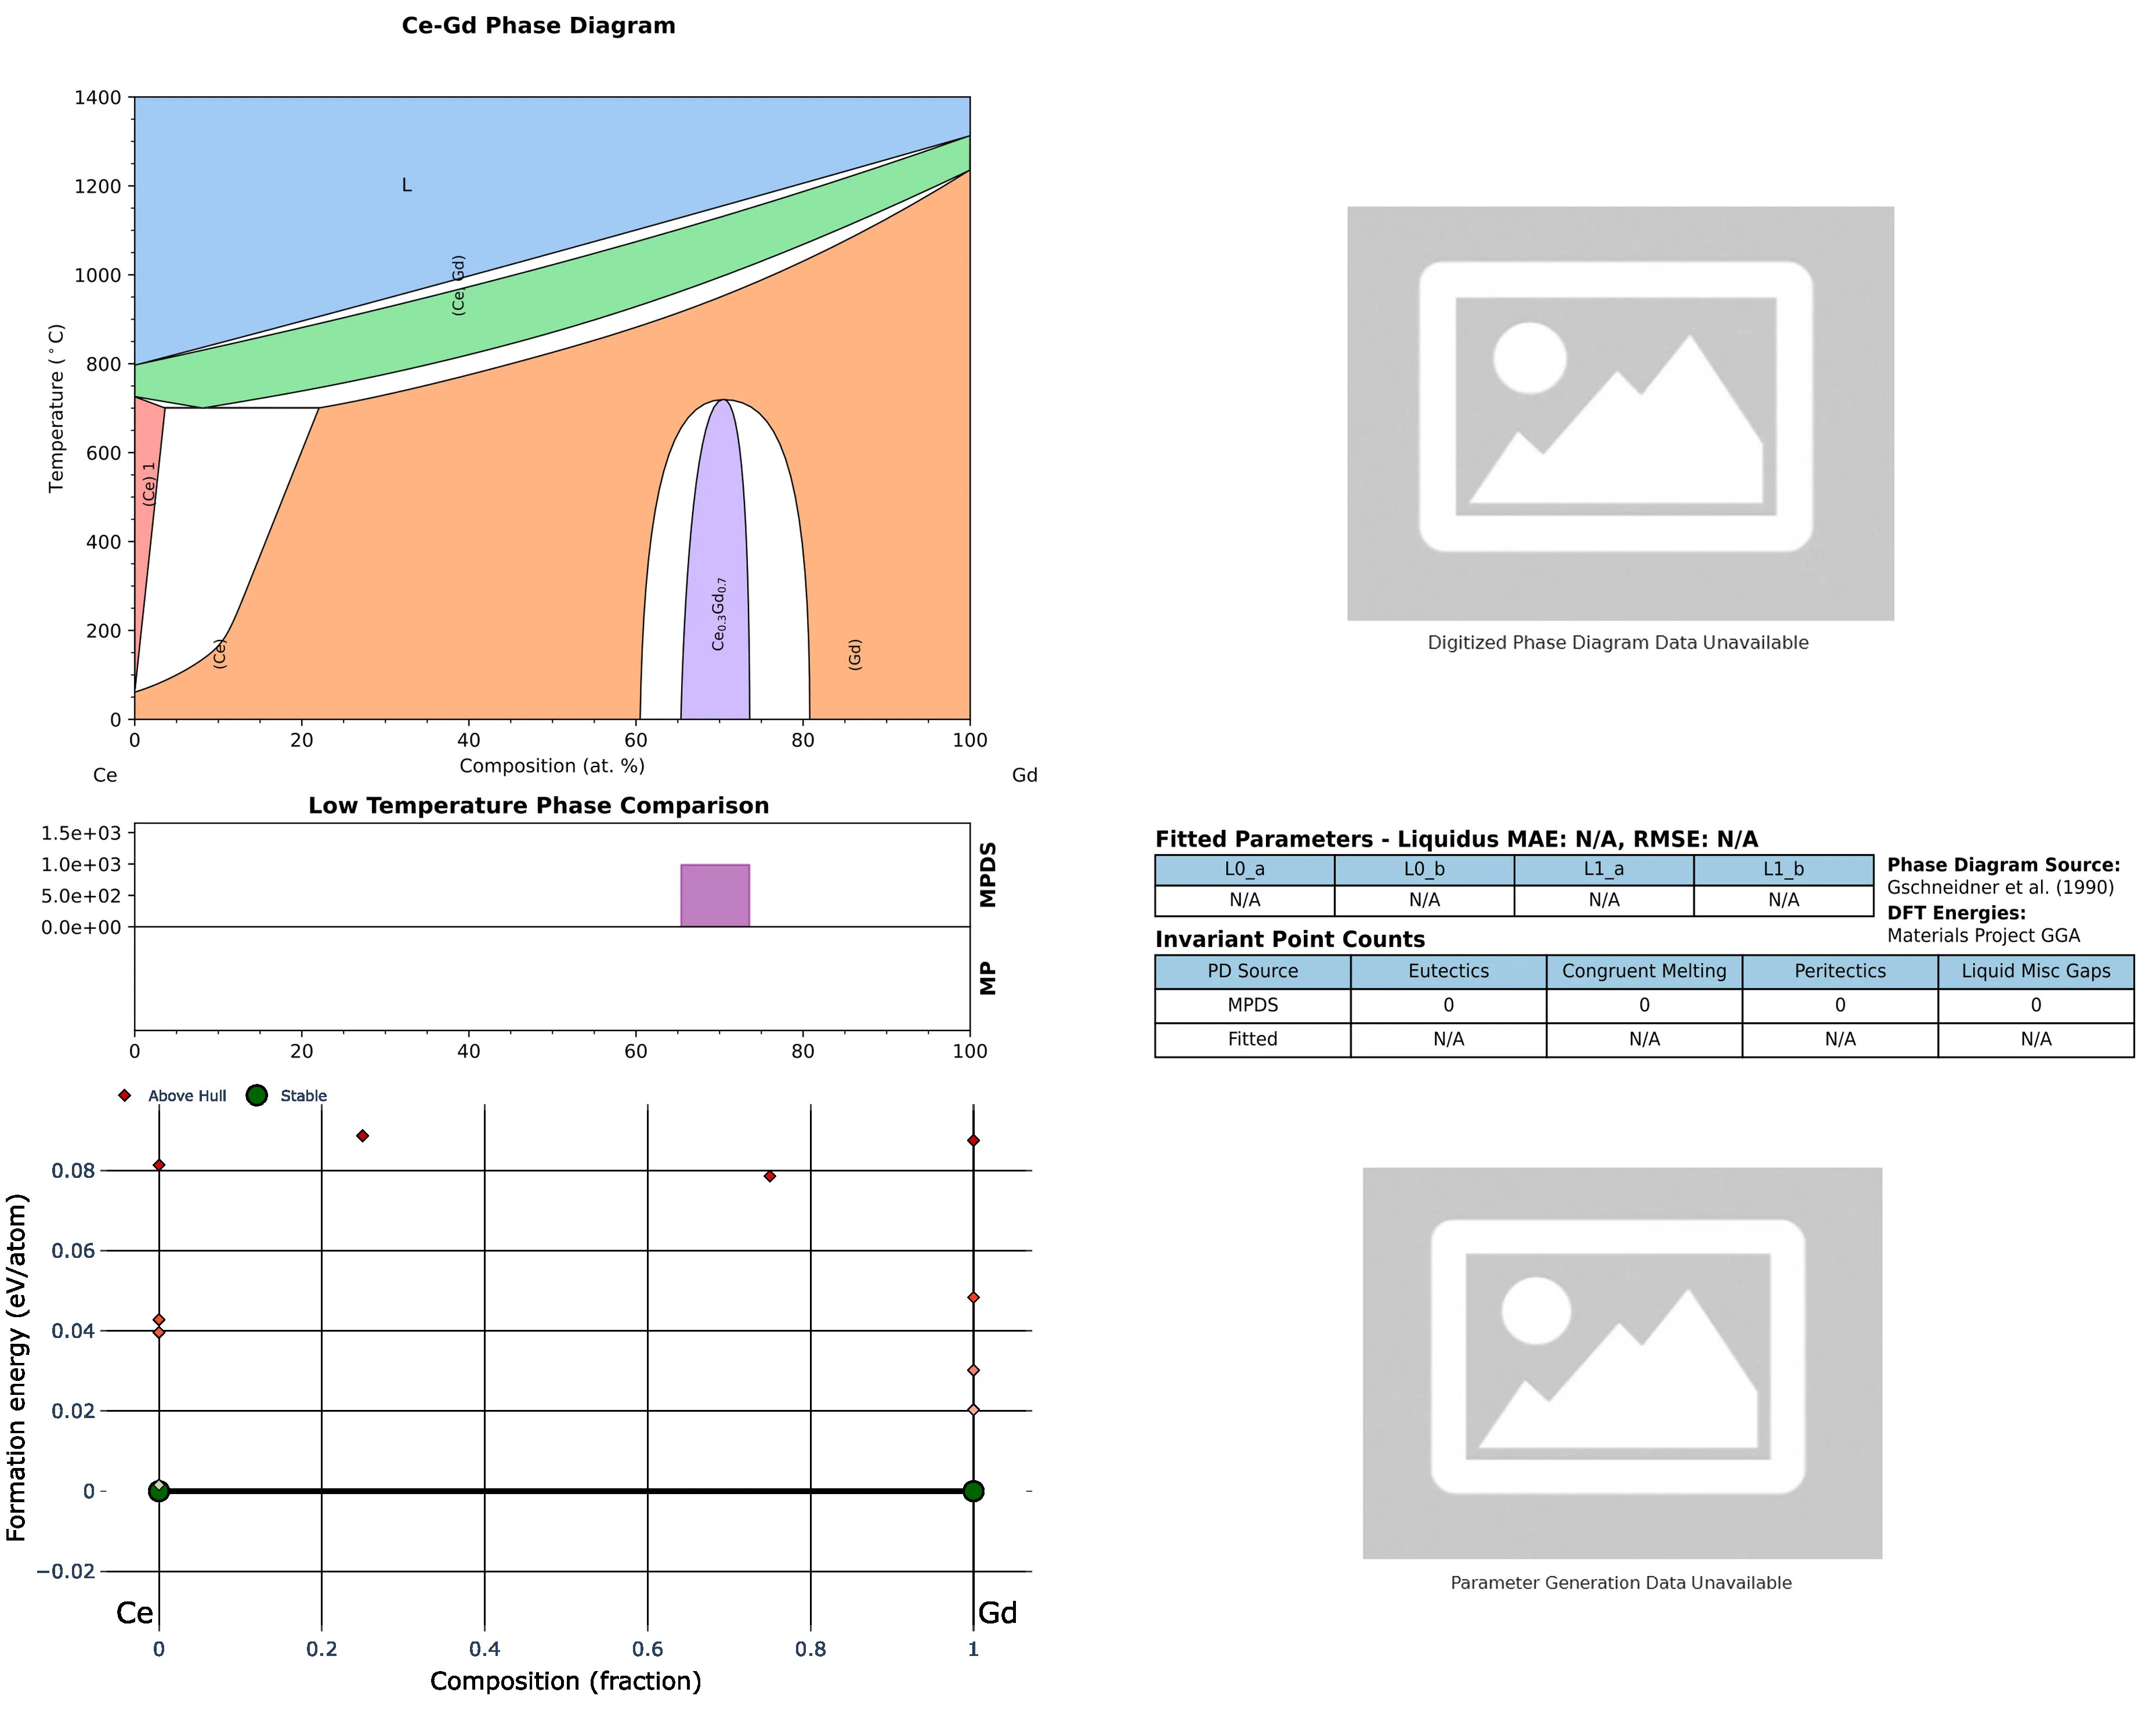 Ce-Gd Phase Diagram
1400
1200
1000
800
600
400
200
0
Temperature (°C)
L
(Ce, Gd)
(Ce) 1
(Ce)
Ce0.3Gd0.7
(Gd)
0 20 40 60 80 100
Composition (at. %)
Ce Gd
Digitized Phase Diagram Data Unavailable
Low Temperature Phase Comparison
1.5e+03
1.0e+03
5.0e+02
0.0e+00
MPDS
MP
0 20 40 60 80 100
Fitted Parameters - Liquidus MAE: N/A, RMSE: N/A
L0_a L0_b L1_a L1_b
N/A N/A N/A N/A
Phase Diagram Source:
Gschneidner et al. (1990)
DFT Energies:
Materials Project GGA
Invariant Point Counts
PD Source Eutectics Congruent Melting Peritectics Liquid Misc Gaps
MPDS 0 0 0 0
Fitted N/A N/A N/A N/A
Above Hull Stable
0.08
0.06
0.04
0.02
0
−0.02
Formation energy (eV/atom)
Ce Gd
0 0.2 0.4 0.6 0.8 1
Composition (fraction)
Parameter Generation Data Unavailable